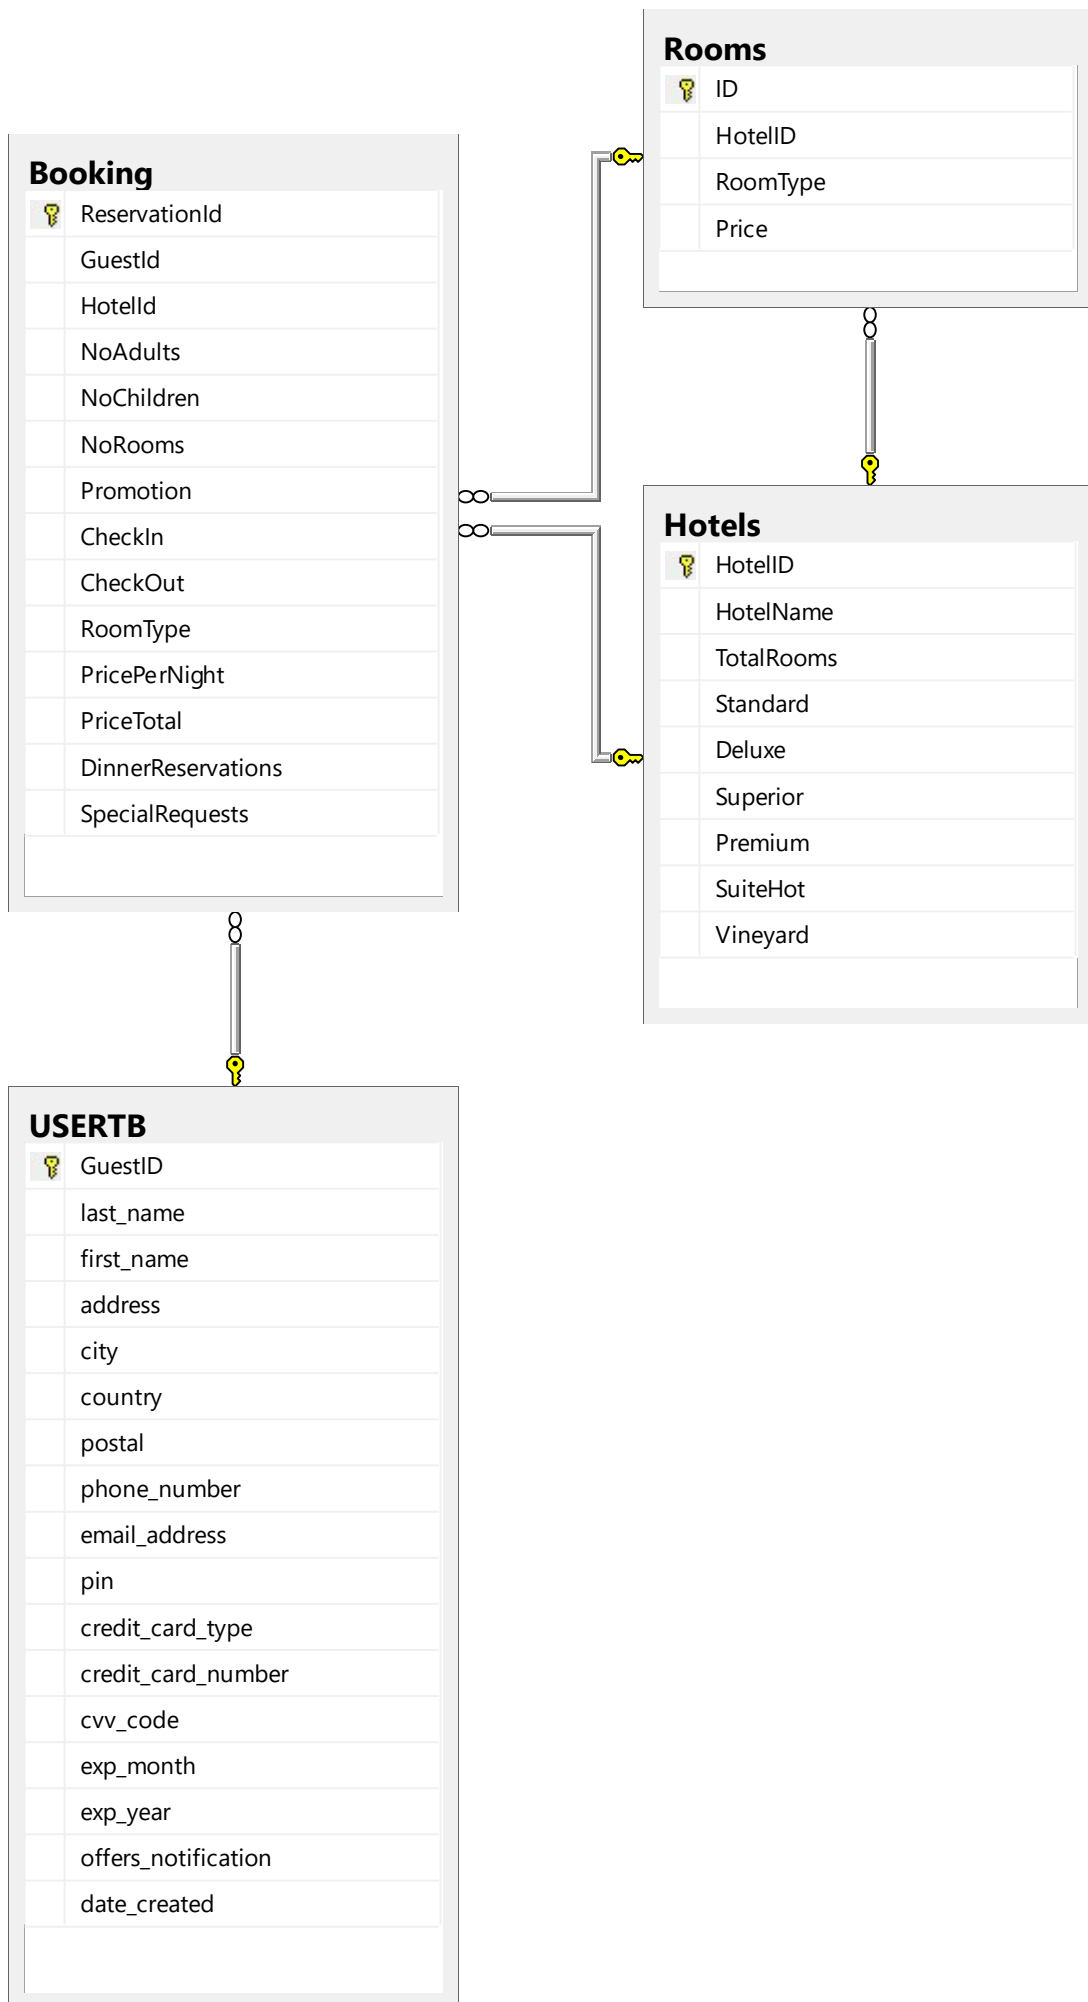 Rooms
ID
HotelID
RoomType
Price
Booking
ReservationId
GuestId
HotelId
NoAdults
NoChildren
NoRooms
Promotion
CheckIn
CheckOut
RoomType
PricePerNight
PriceTotal
DinnerReservations
SpecialRequests
Hotels
HotelID
HotelName
TotalRooms
Standard
Deluxe
Superior
Premium
SuiteHot
Vineyard
USERTB
GuestID
last_name
first_name
address
city
country
postal
phone_number
email_address
pin
credit_card_type
credit_card_number
cvv_code
exp_month
exp_year
offers_notification
date_created